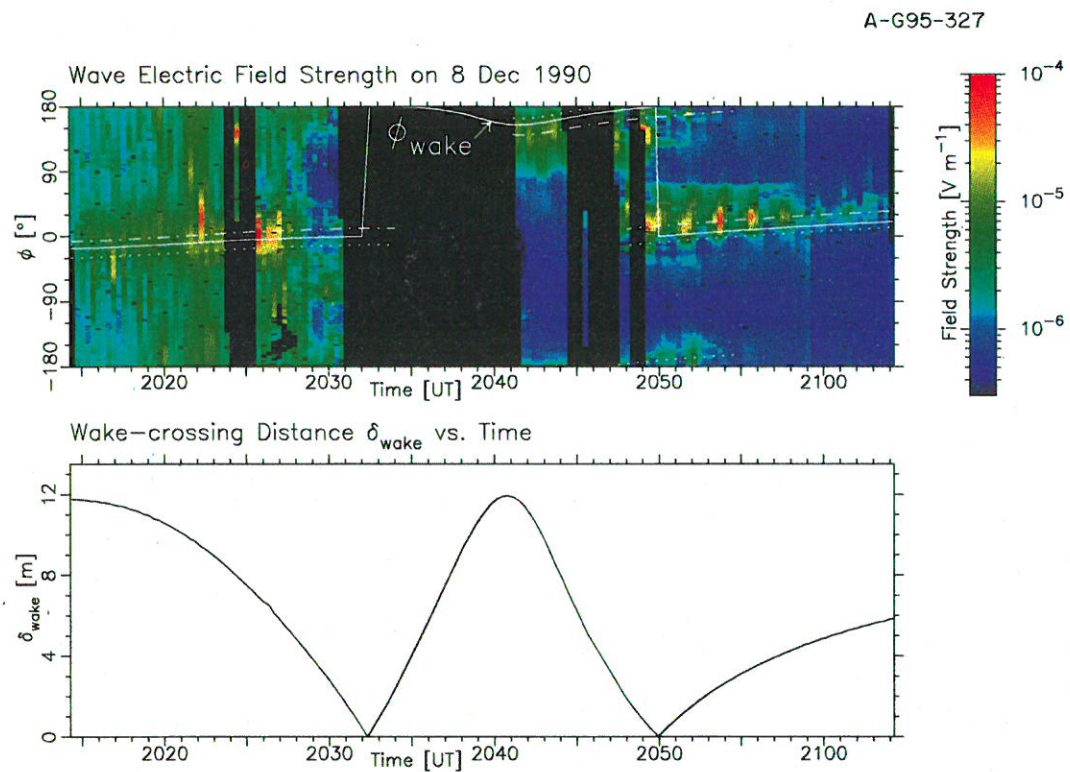 A-G95-327
Wave Electric Field Strength on 8 Dec 1990
180
90
0
-90
-180
ϕ [°]
ϕwake
2020
2030
2040
2050
2100
Time [UT]
10⁻⁴
10⁻⁵
10⁻⁶
Field Strength [V m⁻¹]
Wake-crossing Distance δwake vs. Time
12
8
4
0
δwake [m]
2020
2030
2040
2050
2100
Time [UT]